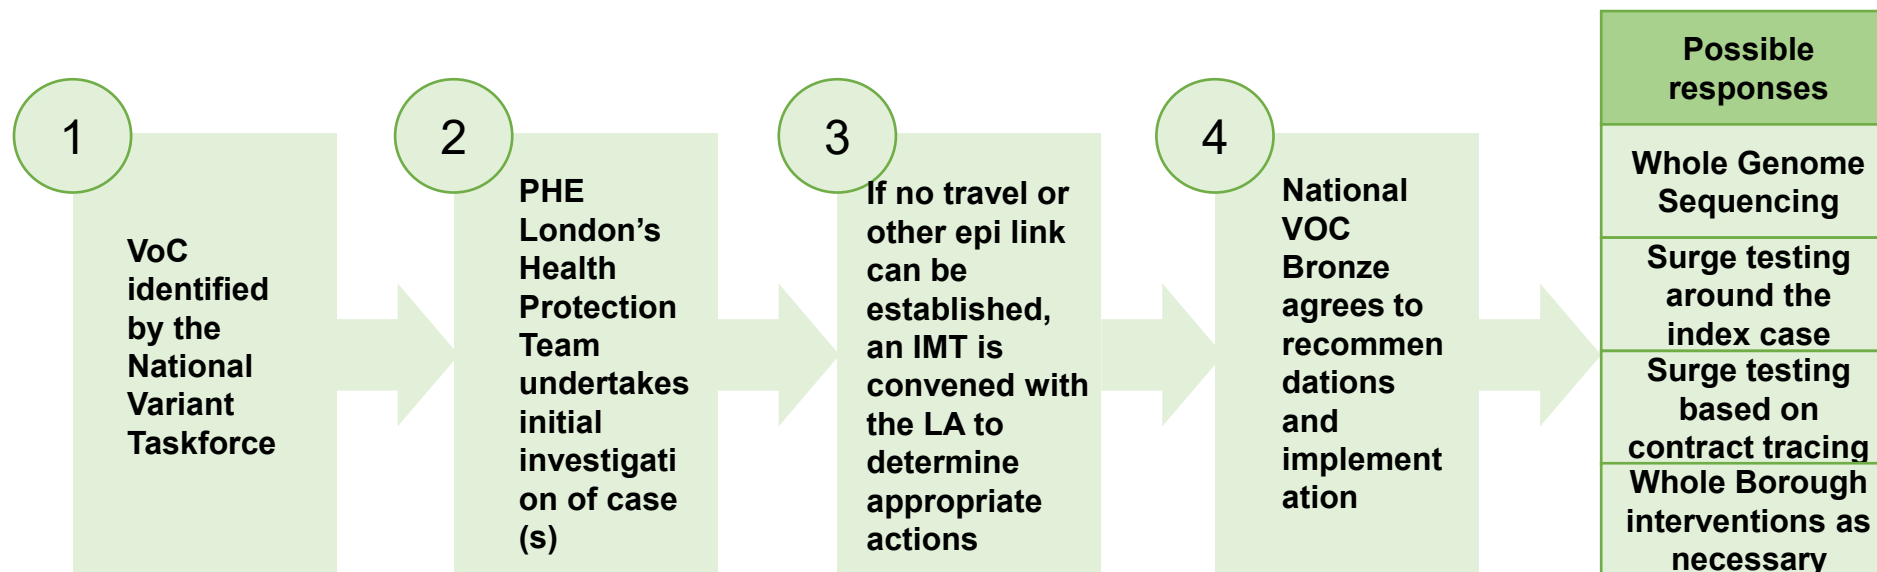 1
VoC
identified
by the
National
Variant
Taskforce
2
PHE
London’s
Health
Protection
Team
undertakes
initial
investigati
on of case
(s)
3
If no travel or
other epi link
can be
established,
an IMT is
convened with
the LA to
determine
appropriate
actions
4
National
VOC
Bronze
agrees to
recommen
dations
and
implement
ation
Possible
responses
Whole Genome
Sequencing
Surge testing
around the
index case
Surge testing
based on
contract tracing
Whole Borough
interventions as
necessary